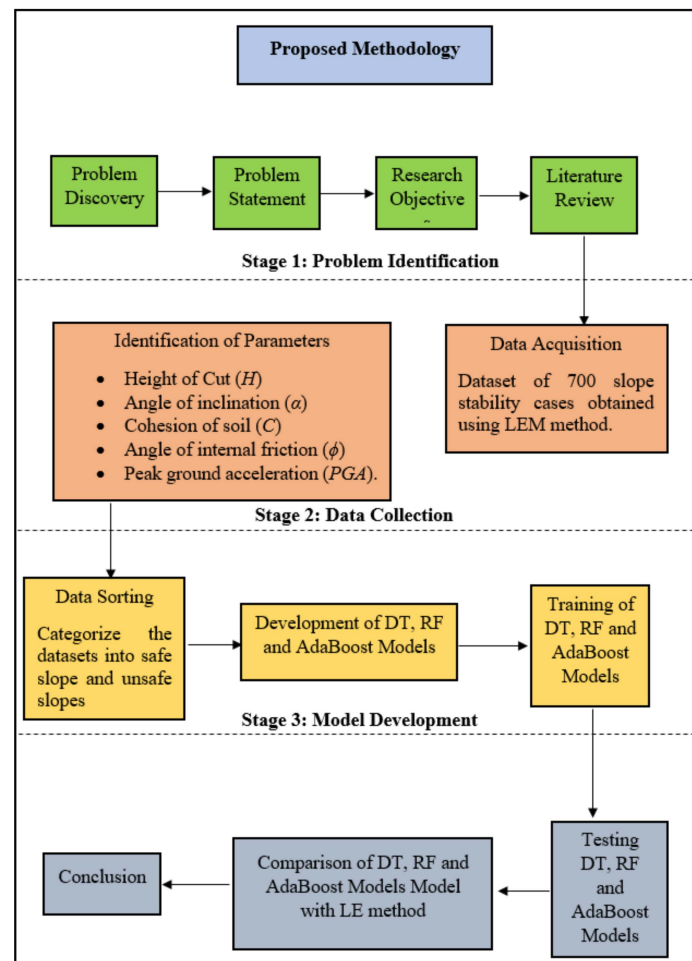 Proposed Methodology
Problem
Discovery
Problem
Statement
Research
Objective
Literature
Review
Stage 1: Problem Identification
Identification of Parameters
• Height of Cut (H)
• Angle of inclination (α)
• Cohesion of soil (C)
• Angle of internal friction (ϕ)
• Peak ground acceleration (PGA).
Data Acquisition
Dataset of 700 slope
stability cases obtained
using LEM method.
Stage 2: Data Collection
Data Sorting
Categorize the
datasets into safe
slope and unsafe
slopes
Development of DT, RF
and AdaBoost Models
Training of
DT, RF and
AdaBoost
Models
Stage 3: Model Development
Testing
DT, RF
and
AdaBoost
Models
Comparison of DT, RF and
AdaBoost Models Model
with LE method
Conclusion